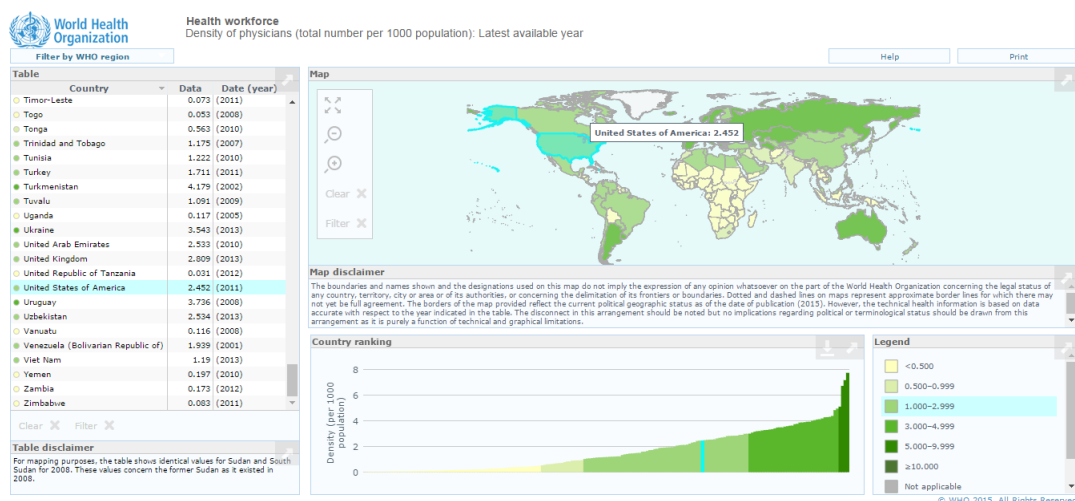 World Health
Organization
Health workforce
Density of physicians (total number per 1000 population): Latest available year
Filter by WHO region
Help
Print
Table
Country Data Date (year)
Timor-Leste 0.073 (2011)
Togo 0.053 (2008)
Tonga 0.563 (2010)
Trinidad and Tobago 1.175 (2007)
Tunisia 1.222 (2010)
Turkey 1.711 (2011)
Turkmenistan 4.179 (2002)
Tuvalu 1.091 (2009)
Uganda 0.117 (2005)
Ukraine 3.543 (2013)
United Arab Emirates 2.533 (2010)
United Kingdom 2.809 (2013)
United Republic of Tanzania 0.031 (2012)
United States of America 2.452 (2011)
Uruguay 3.736 (2008)
Uzbekistan 2.534 (2013)
Vanuatu 0.116 (2008)
Venezuela (Bolivarian Republic of) 1.939 (2001)
Viet Nam 1.19 (2013)
Yemen 0.197 (2010)
Zambia 0.173 (2012)
Zimbabwe 0.083 (2011)
Clear Filter
Table disclaimer
For mapping purposes, the table shows identical values for Sudan and South
Sudan for 2008. These values concern the former Sudan as it existed in
2008.
Map
Clear
Filter
United States of America: 2.452
Map disclaimer
The boundaries and names shown and the designations used on this map do not imply the expression of any opinion whatsoever on the part of the World Health Organization concerning the legal status of
any country, territory, city or area or of its authorities, or concerning the delimitation of its frontiers or boundaries. Dotted and dashed lines on maps represent approximate border lines for which there may
not yet be full agreement. The borders of the map provided reflect the current political geographic status as of the date of publication (2015). However, the technical health information is based on data
accurate with respect to the year indicated in the table. The disconnect in this arrangement should be noted but no implications regarding political or terminological status should be drawn from this
arrangement as it is purely a function of technical and graphical limitations.
Country ranking
Density (per 1000
population)
8
6
4
2
0
Legend
<0.500
0.500–0.999
1.000–2.999
3.000–4.999
5.000–9.999
≥10.000
Not applicable
© WHO 2015. All Rights Reserved